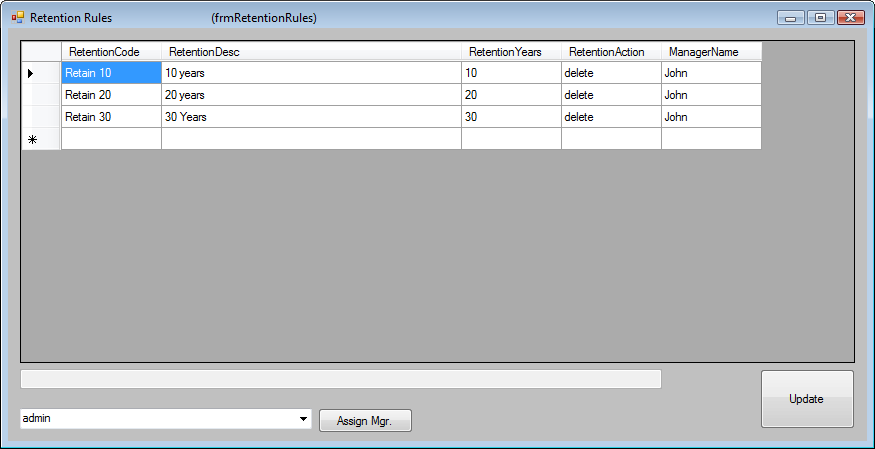 Retention Rules (frmRetentionRules)
RetentionCode RetentionDesc RetentionYears RetentionAction ManagerName
Retain 10 10 years 10 delete John
Retain 20 20 years 20 delete John
Retain 30 30 Years 30 delete John
Update
admin Assign Mgr.